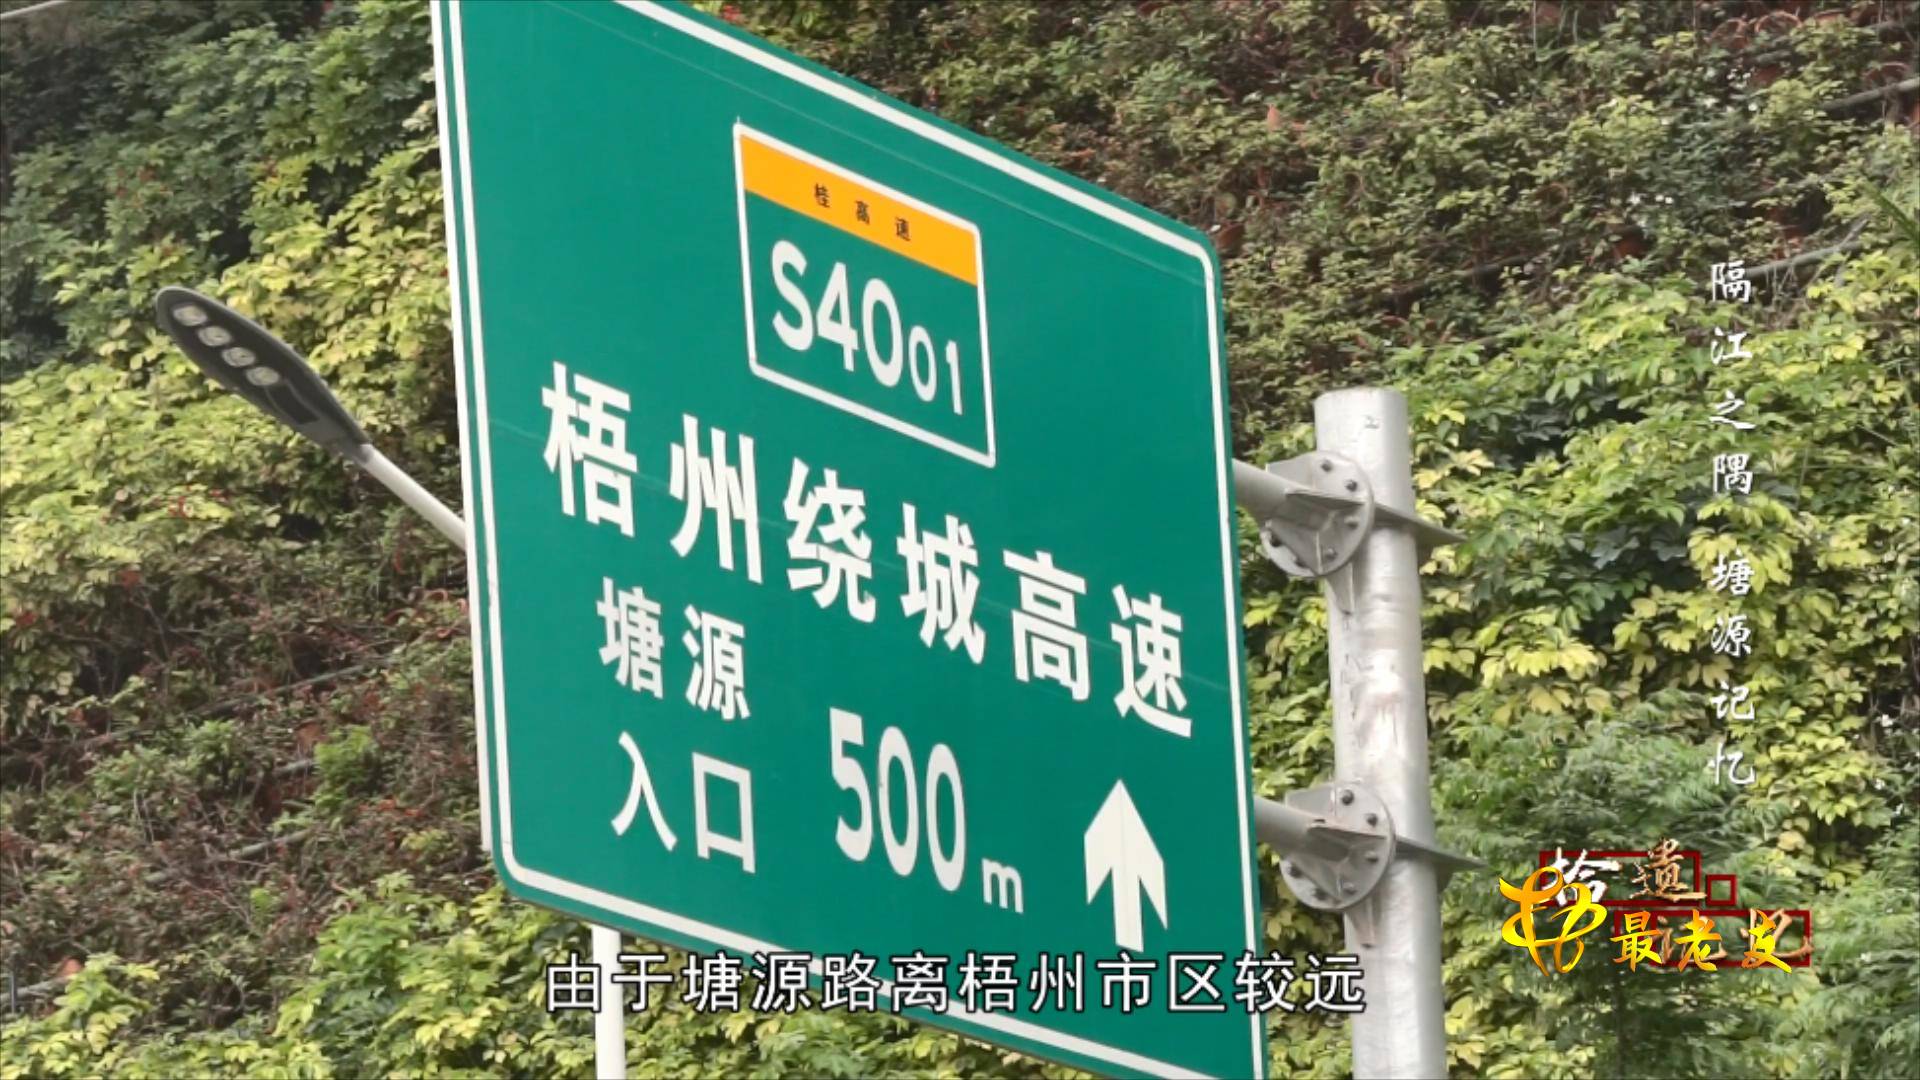 桂高速
S4001
梧州绕城高速
塘源
入口 500m
隔江之隅 塘源记忆
拾遗
最老友
由于塘源路离梧州市区较远